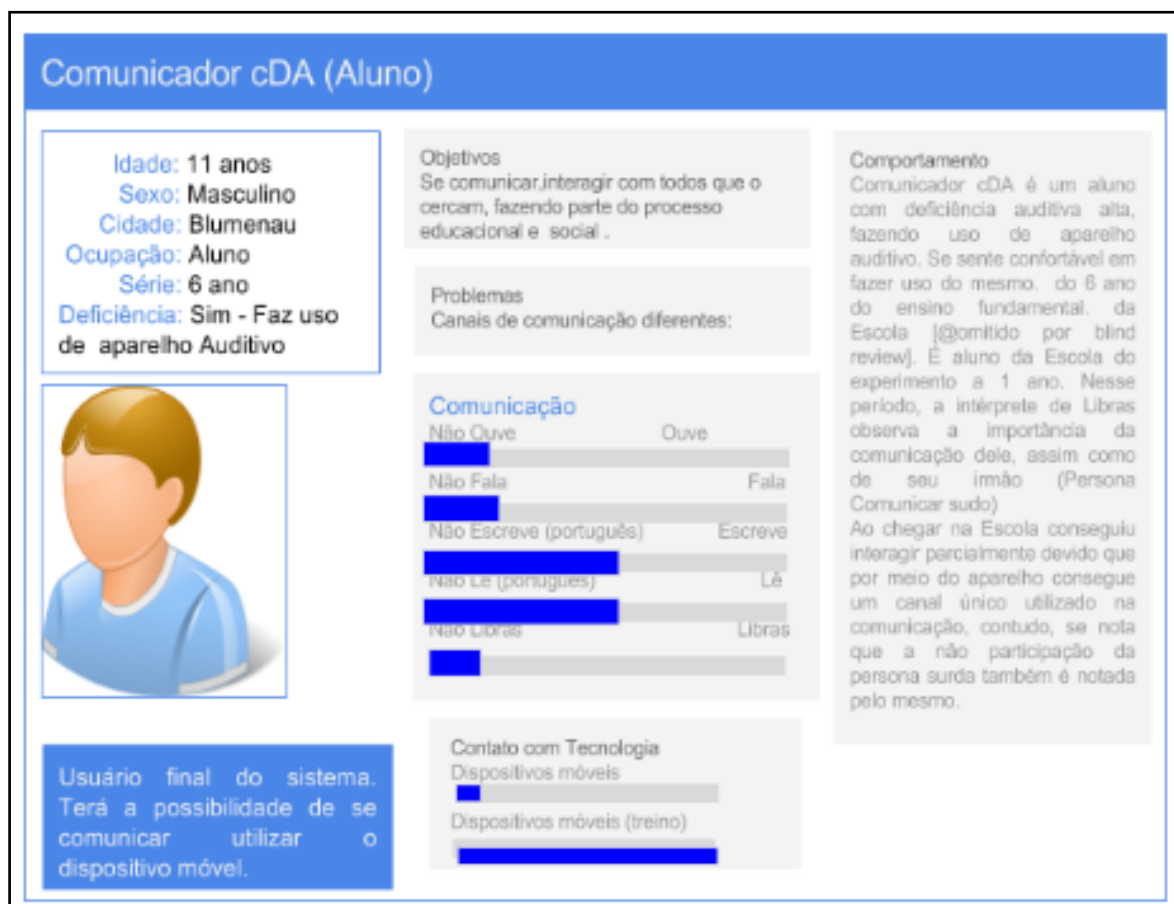 Comunicador cDA (Aluno)
Idade: 11 anos
Sexo: Masculino
Cidade: Blumenau
Ocupação: Aluno
Série: 6 ano
Deficiência: Sim - Faz uso
de aparelho Auditivo
Usuário final do sistema.
Terá a possibilidade de se
comunicar utilizar o
dispositivo móvel.
Objetivos
Se comunicar,interagir com todos que o
cercam, fazendo parte do processo
educacional e social .
Problemas
Canais de comunicação diferentes:
Comunicação
Não Ouve Ouve
Não Fala Fala
Não Escreve (português) Escreve
Não Lê (português) Lê
Não Libras Libras
Contato com Tecnologia
Dispositivos móveis
Dispositivos móveis (treino)
Comportamento
Comunicador cDA é um aluno
com deficiência auditiva alta,
fazendo uso de aparelho
auditivo. Se sente confortável em
fazer uso do mesmo. do 6 ano
do ensino fundamental. da
Escola [@omitido por blind
review]. É aluno da Escola do
experimento a 1 ano. Nesse
período, a intérprete de Libras
observa a importância da
comunicação dele, assim como
de seu irmão (Persona
Comunicar sudo)
Ao chegar na Escola conseguiu
interagir parcialmente devido que
por meio do aparelho consegue
um canal único utilizado na
comunicação, contudo, se nota
que a não participação da
persona surda também é notada
pelo mesmo.